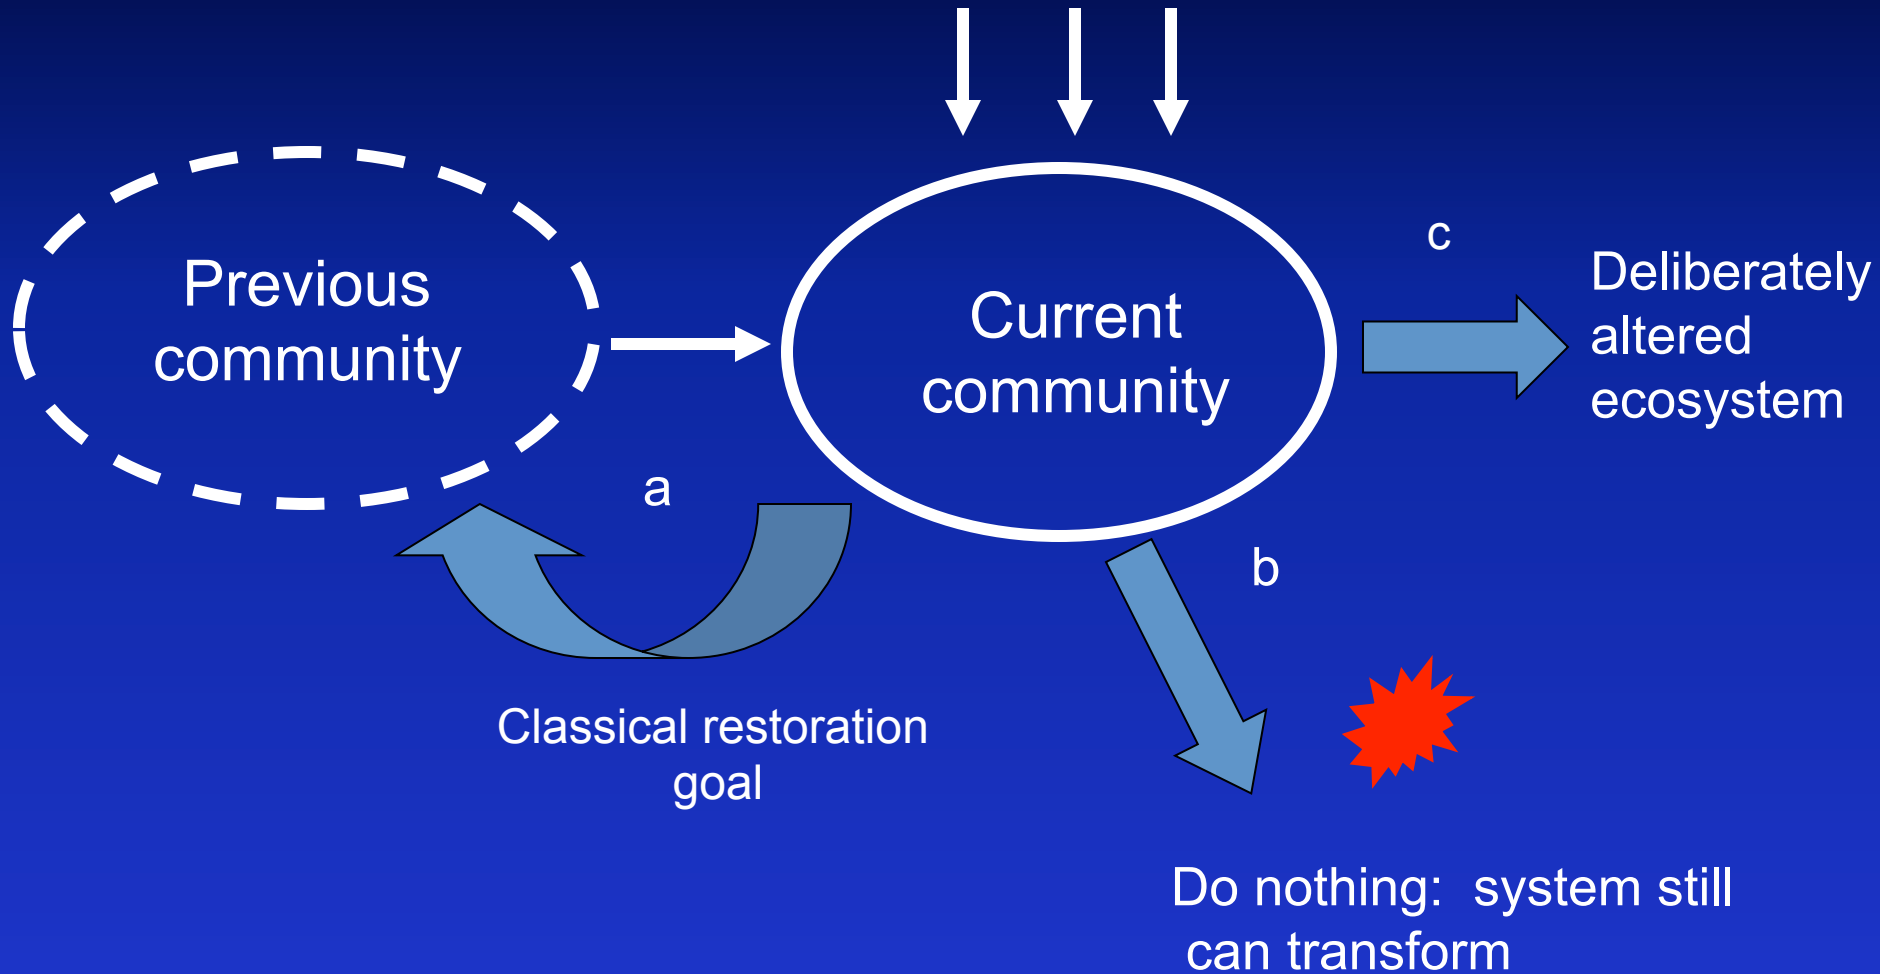 Previous
community
Current
community
c
Deliberately
altered
ecosystem
a
b
Classical restoration
goal
Do nothing:  system still
can transform